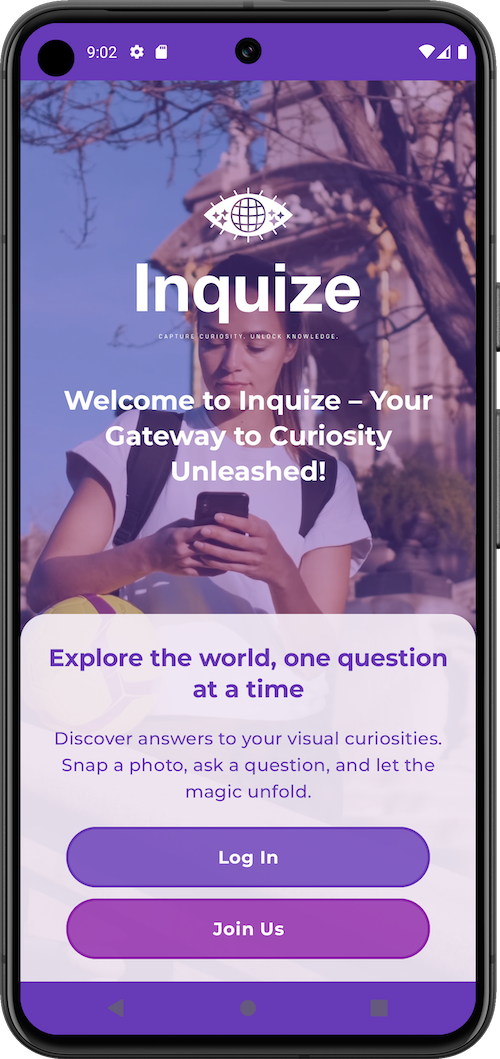 9:02
Inquize
CAPTURE CURIOSITY. UNLOCK KNOWLEDGE.
Welcome to Inquize – Your
Gateway to Curiosity
Unleashed!
Explore the world, one question
at a time
Discover answers to your visual curiosities.
Snap a photo, ask a question, and let the
magic unfold.
Log In
Join Us